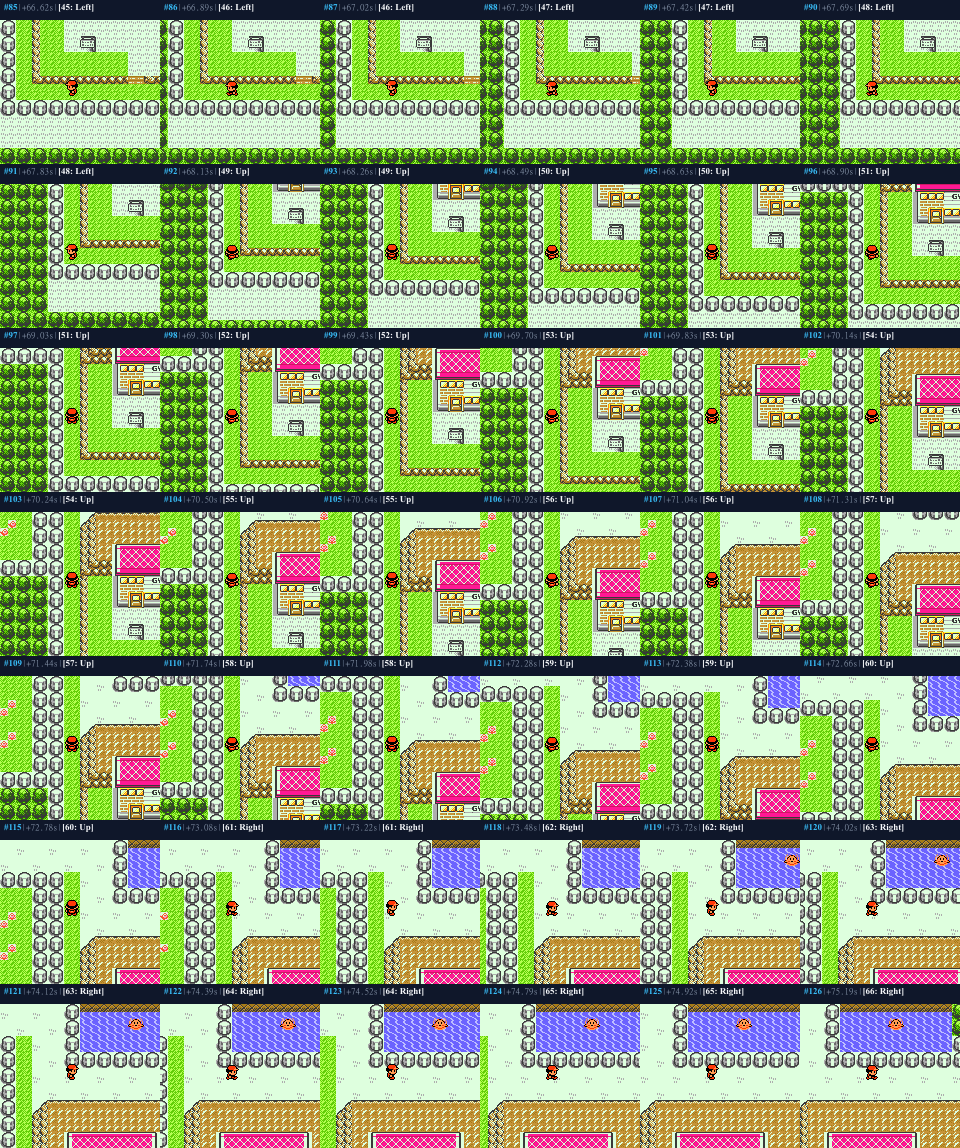 #85|+66.62s|[45: Left] #86|+66.89s|[46: Left] #87|+67.02s|[46: Left] #88|+67.29s|[47: Left] #89|+67.42s|[47: Left] #90|+67.69s|[48: Left]
#91|+67.83s|[48: Left] #92|+68.13s|[49: Up] #93|+68.26s|[49: Up] #94|+68.49s|[50: Up] #95|+68.63s|[50: Up] #96|+68.90s|[51: Up]
#97|+69.03s|[51: Up] #98|+69.30s|[52: Up] #99|+69.43s|[52: Up] #100|+69.70s|[53: Up] #101|+69.83s|[53: Up] #102|+70.14s|[54: Up]
#103|+70.24s|[54: Up] #104|+70.50s|[55: Up] #105|+70.64s|[55: Up] #106|+70.92s|[56: Up] #107|+71.04s|[56: Up] #108|+71.31s|[57: Up]
#109|+71.44s|[57: Up] #110|+71.74s|[58: Up] #111|+71.98s|[58: Up] #112|+72.28s|[59: Up] #113|+72.38s|[59: Up] #114|+72.66s|[60: Up]
#115|+72.78s|[60: Up] #116|+73.08s|[61: Right] #117|+73.22s|[61: Right] #118|+73.48s|[62: Right] #119|+73.72s|[62: Right] #120|+74.02s|[63: Right]
#121|+74.12s|[63: Right] #122|+74.39s|[64: Right] #123|+74.52s|[64: Right] #124|+74.79s|[65: Right] #125|+74.92s|[65: Right] #126|+75.19s|[66: Right]